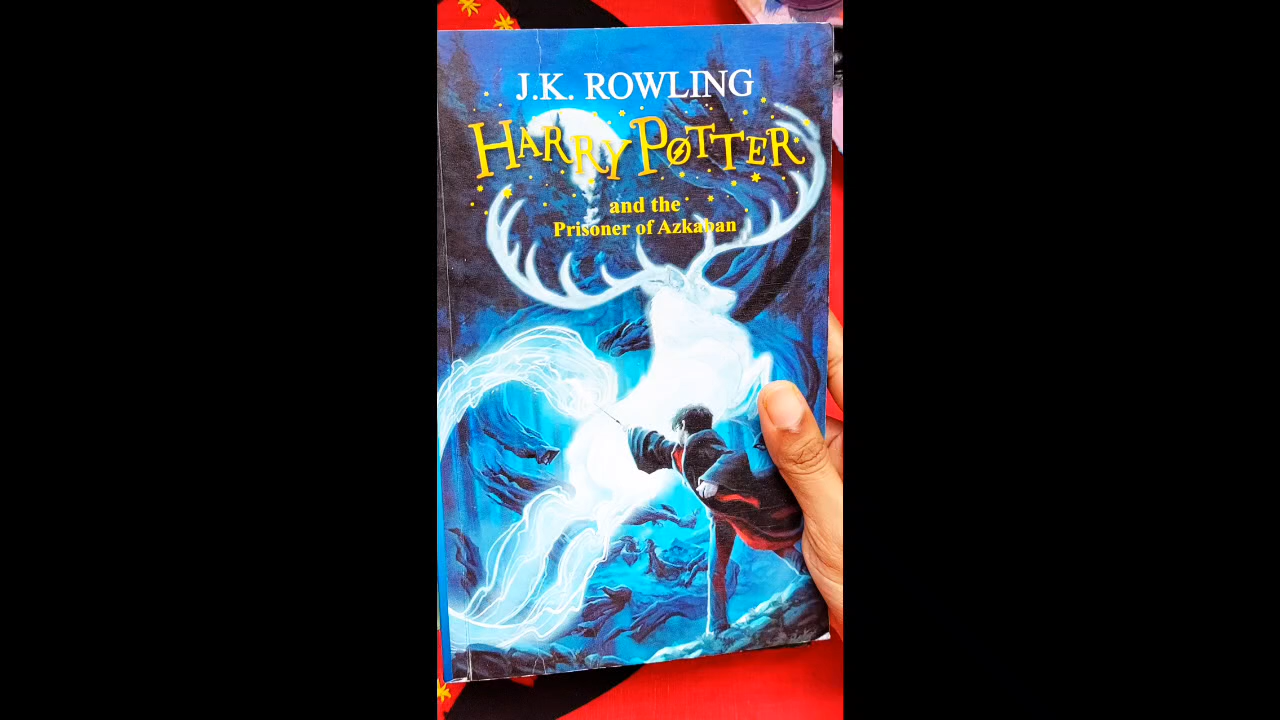 J.K. ROWLING
HARRY POTTER
and the
Prisoner of Azkaban